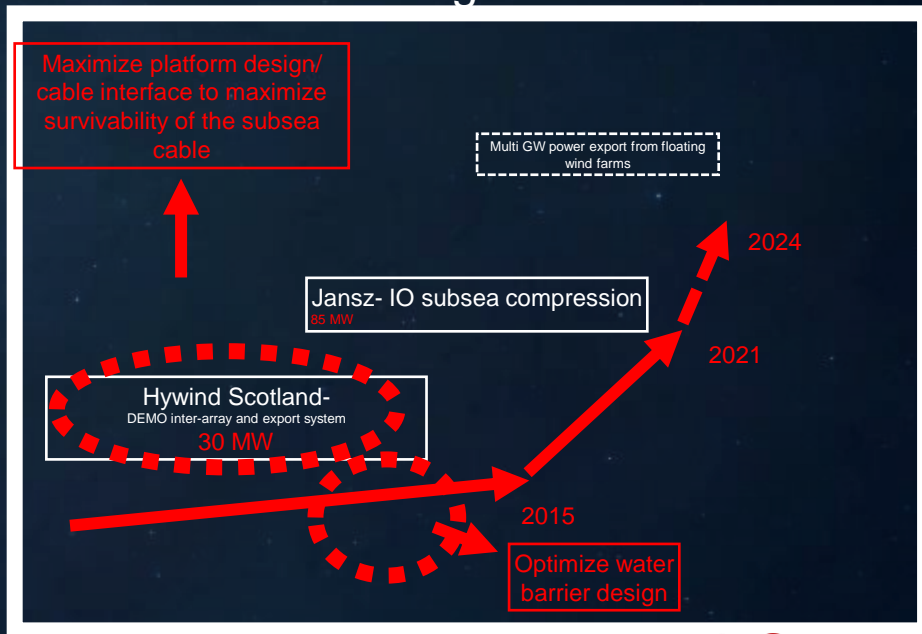 Maximize platform design/
cable interface to maximize
survivability of the subsea
cable
Multi GW power export from floating
wind farms
2024
Jansz- IO subsea compression
85 MW
2021
Hywind Scotland-
DEMO inter-array and export system
30 MW
2015
Optimize water
barrier design